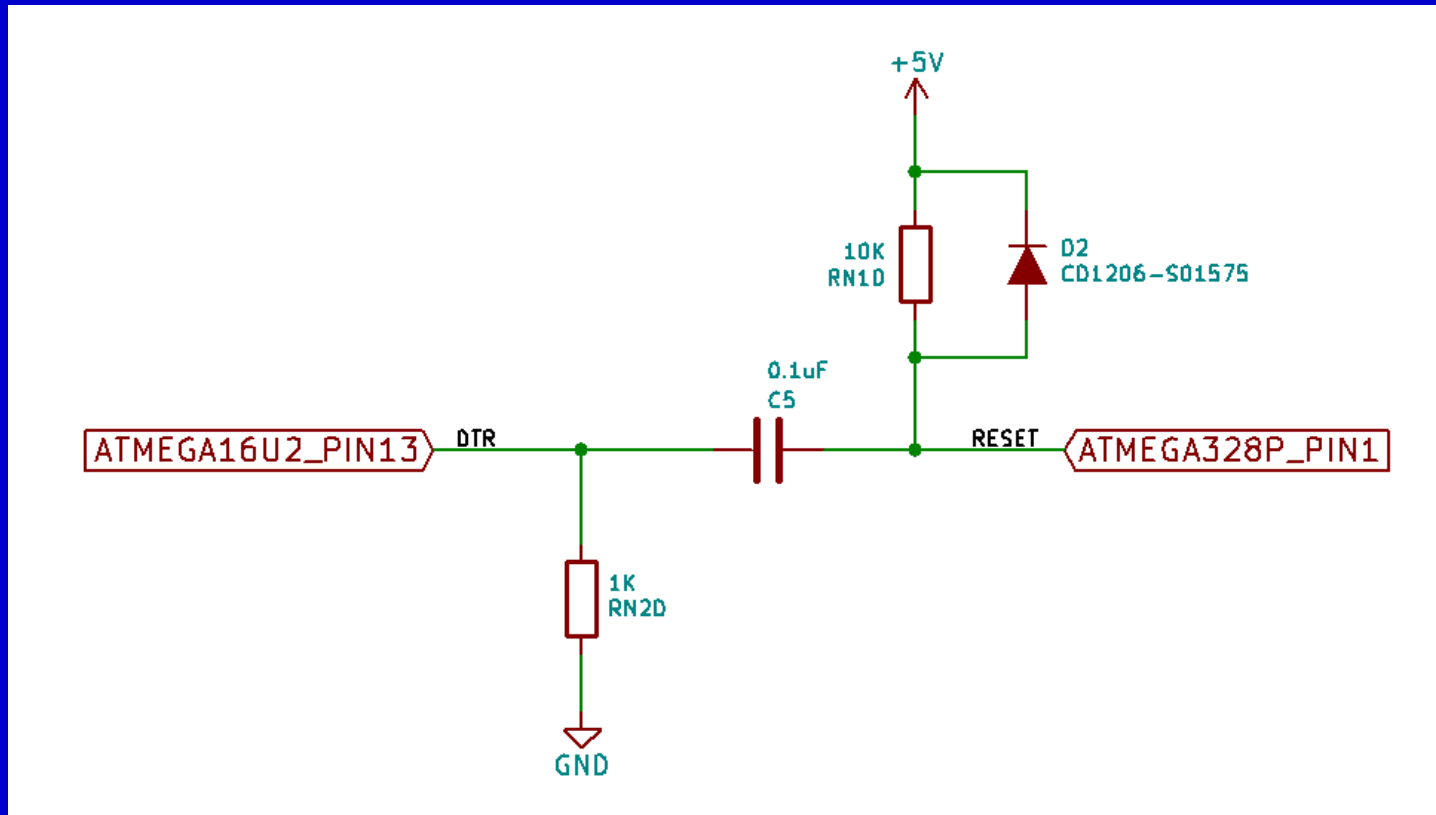 +5V
10K
RN1D
D2
CD1206-S01575
0.1uF
C5
ATMEGA16U2_PIN13
DTR
RESET
ATMEGA328P_PIN1
1K
RN2D
GND